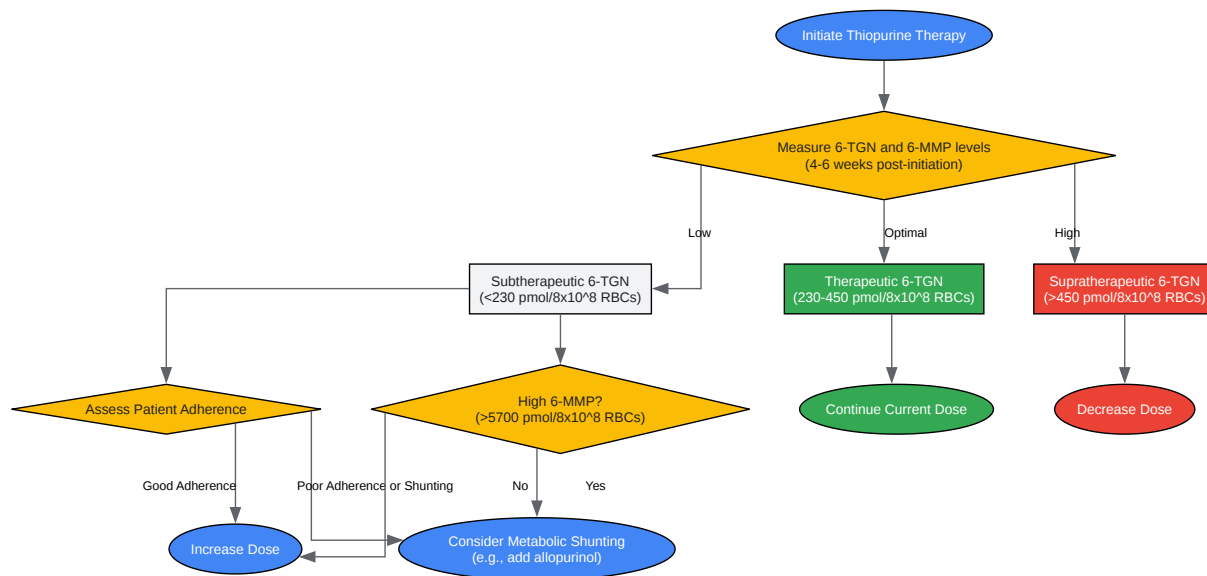 Initiate Thiopurine Therapy
Measure 6-TGN and 6-MMP levels
(4-6 weeks post-initiation)
Low
Optimal
High
Subtherapeutic 6-TGN
(<230 pmol/8x10^8 RBCs)
Therapeutic 6-TGN
(230-450 pmol/8x10^8 RBCs)
Supratherapeutic 6-TGN
(>450 pmol/8x10^8 RBCs)
Assess Patient Adherence
High 6-MMP?
(>5700 pmol/8x10^8 RBCs)
Continue Current Dose
Decrease Dose
Good Adherence
Poor Adherence or Shunting
No
Yes
Increase Dose
Consider Metabolic Shunting
(e.g., add allopurinol)